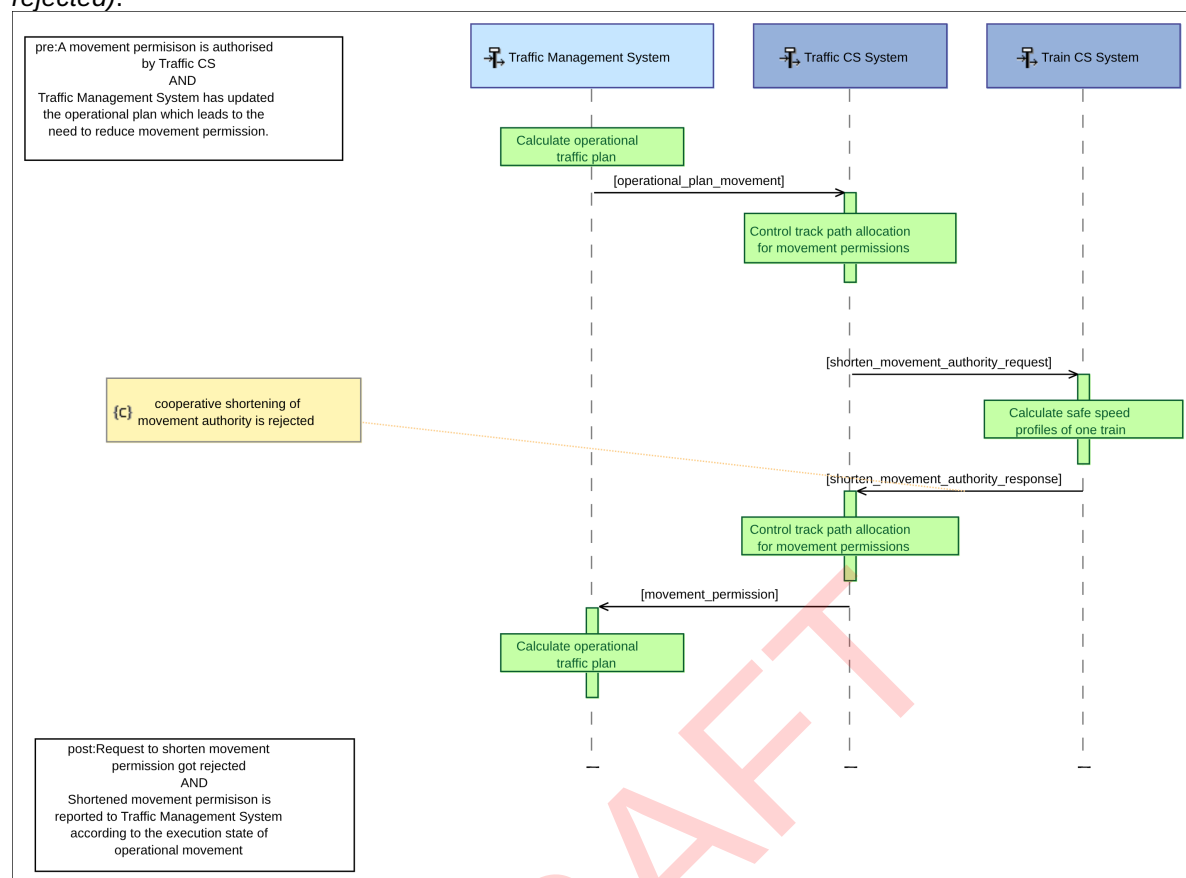 rejected).
pre:A movement permisison is authorised
by Traffic CS
AND
Traffic Management System has updated
the operational plan which leads to the
need to reduce movement permission.
Traffic Management System
Traffic CS System
Train CS System
Calculate operational
traffic plan
[operational_plan_movement]
Control track path allocation
for movement permissions
[shorten_movement_authority_request]
{c}
cooperative shortening of
movement authority is rejected
Calculate safe speed
profiles of one train
[shorten_movement_authority_response]
Control track path allocation
for movement permissions
[movement_permission]
Calculate operational
traffic plan
post:Request to shorten movement
permission got rejected
AND
Shortened movement permisison is
reported to Traffic Management System
according to the execution state of
operational movement